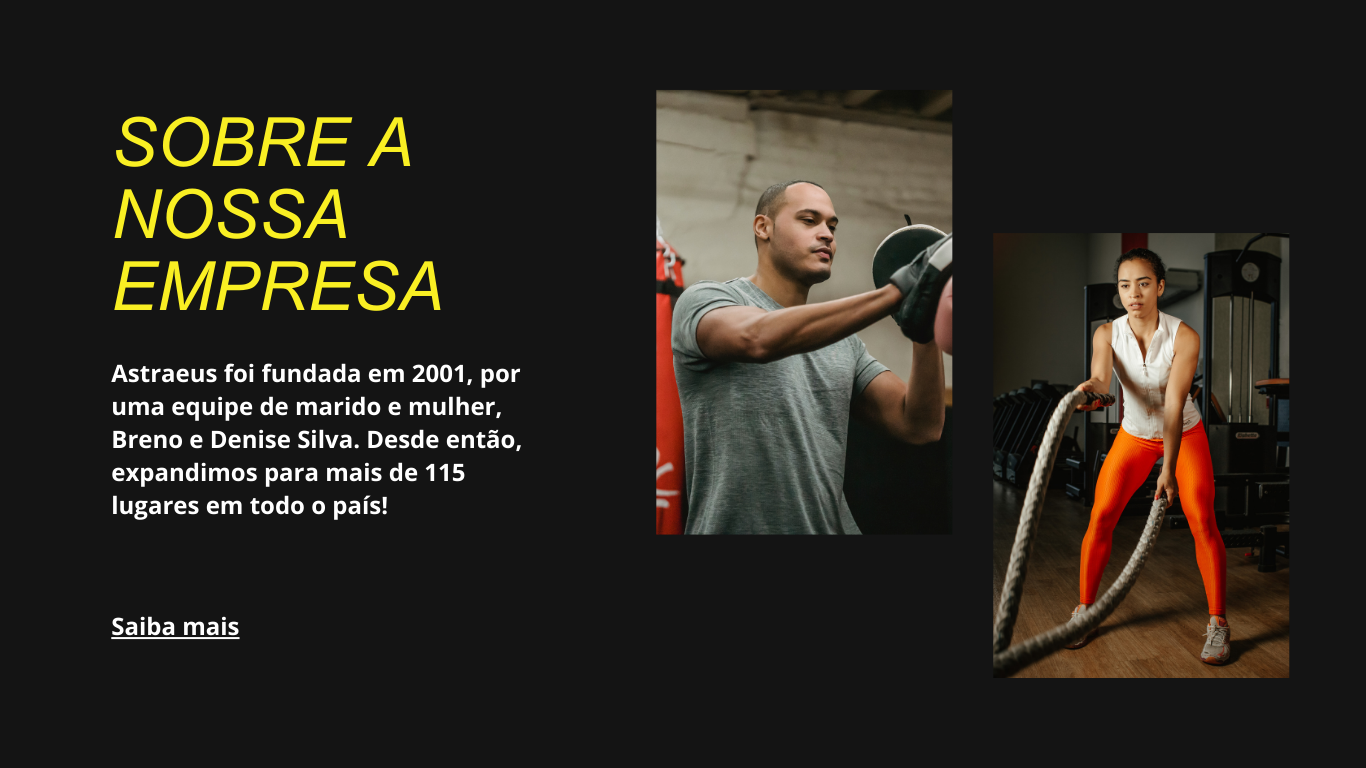 SOBRE A
NOSSA
EMPRESA
Astraeus foi fundada em 2001, por
uma equipe de marido e mulher,
Breno e Denise Silva. Desde então,
expandimos para mais de 115
lugares em todo o país!
Saiba mais